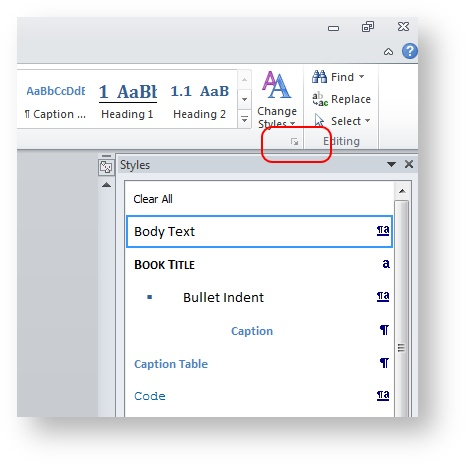 AaBbCcDdE
1 AaBb
1.1 AaB
¶ Caption ...
Heading 1
Heading 2
Change
Styles
Find
Replace
Select
Editing
Styles
Clear All
Body Text ¶a
BOOK TITLE a
Bullet Indent ¶a
Caption ¶
Caption Table ¶
Code ¶a